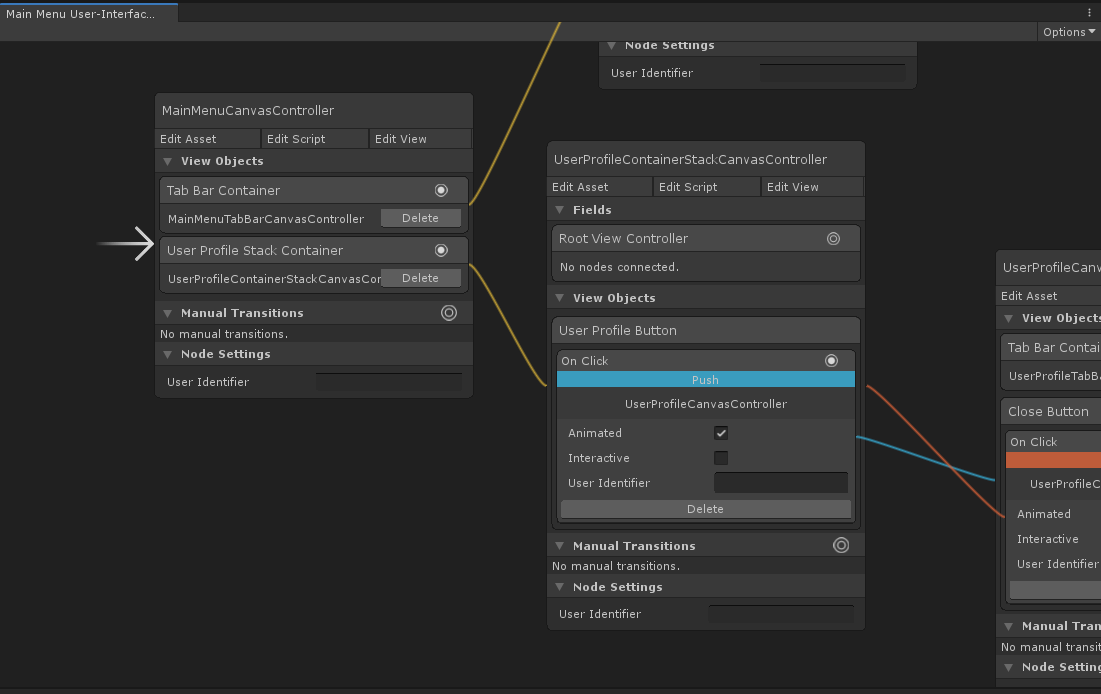 Main Menu User-Interfac...
Options
Node Settings
User Identifier
MainMenuCanvasController
Edit Asset
Edit Script
Edit View
View Objects
Tab Bar Container
MainMenuTabBarCanvasController
Delete
User Profile Stack Container
UserProfileContainerStackCanvasCor
Delete
Manual Transitions
No manual transitions.
Node Settings
User Identifier
UserProfileContainerStackCanvasController
Edit Asset
Edit Script
Edit View
Fields
Root View Controller
No nodes connected.
View Objects
User Profile Button
On Click
Push
UserProfileCanvasController
Animated
Interactive
User Identifier
Delete
Manual Transitions
No manual transitions.
Node Settings
User Identifier
UserProfileCanv
Edit Asset
View Objects
Tab Bar Contai
UserProfileTabBa
Close Button
On Click
UserProfileC
Animated
Interactive
User Identifier
Manual Tran
No manual transit
Node Setting